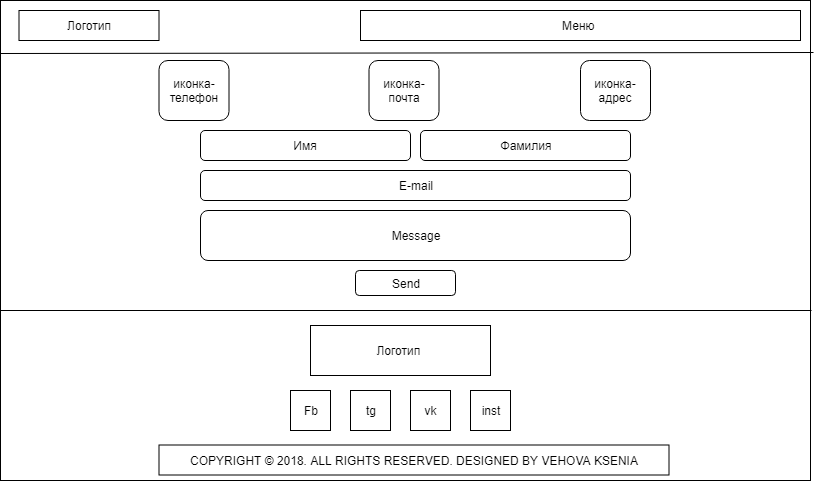 Логотип
Меню
иконка-
телефон
иконка-
почта
иконка-
адрес
Имя
Фамилия
E-mail
Message
Send
Логотип
Fb
tg
vk
inst
COPYRIGHT © 2018. ALL RIGHTS RESERVED. DESIGNED BY VEHOVA KSENIA